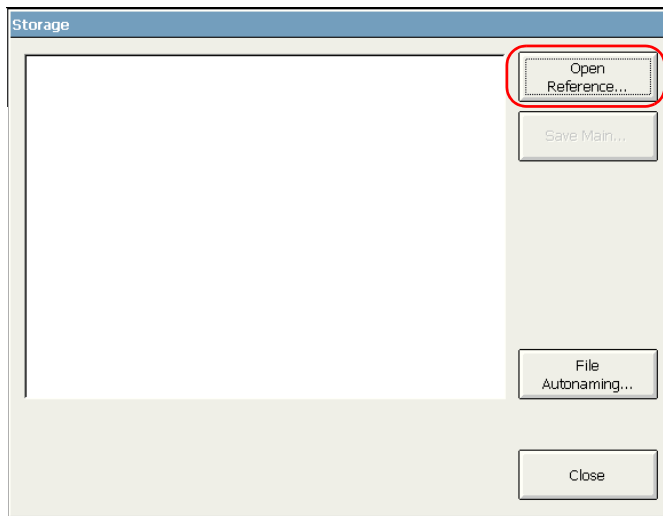 Storage
Open
Reference...
Save Main...
File
Autonaming...
Close